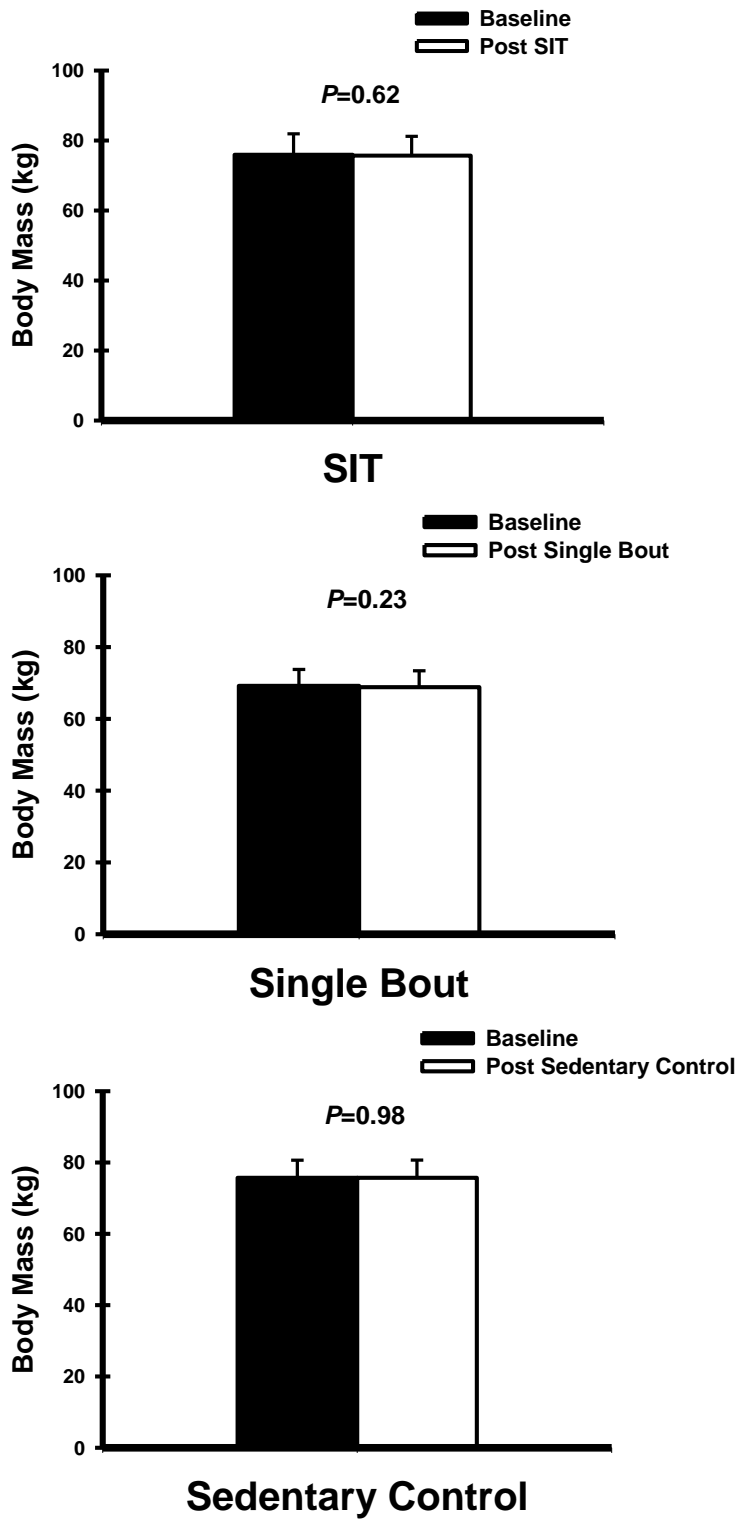 Baseline
Post SIT
P=0.62
Body Mass (kg)
100
80
60
40
20
0
SIT
Baseline
Post Single Bout
P=0.23
Body Mass (kg)
100
80
60
40
20
0
Single Bout
Baseline
Post Sedentary Control
P=0.98
Body Mass (kg)
100
80
60
40
20
0
Sedentary Control